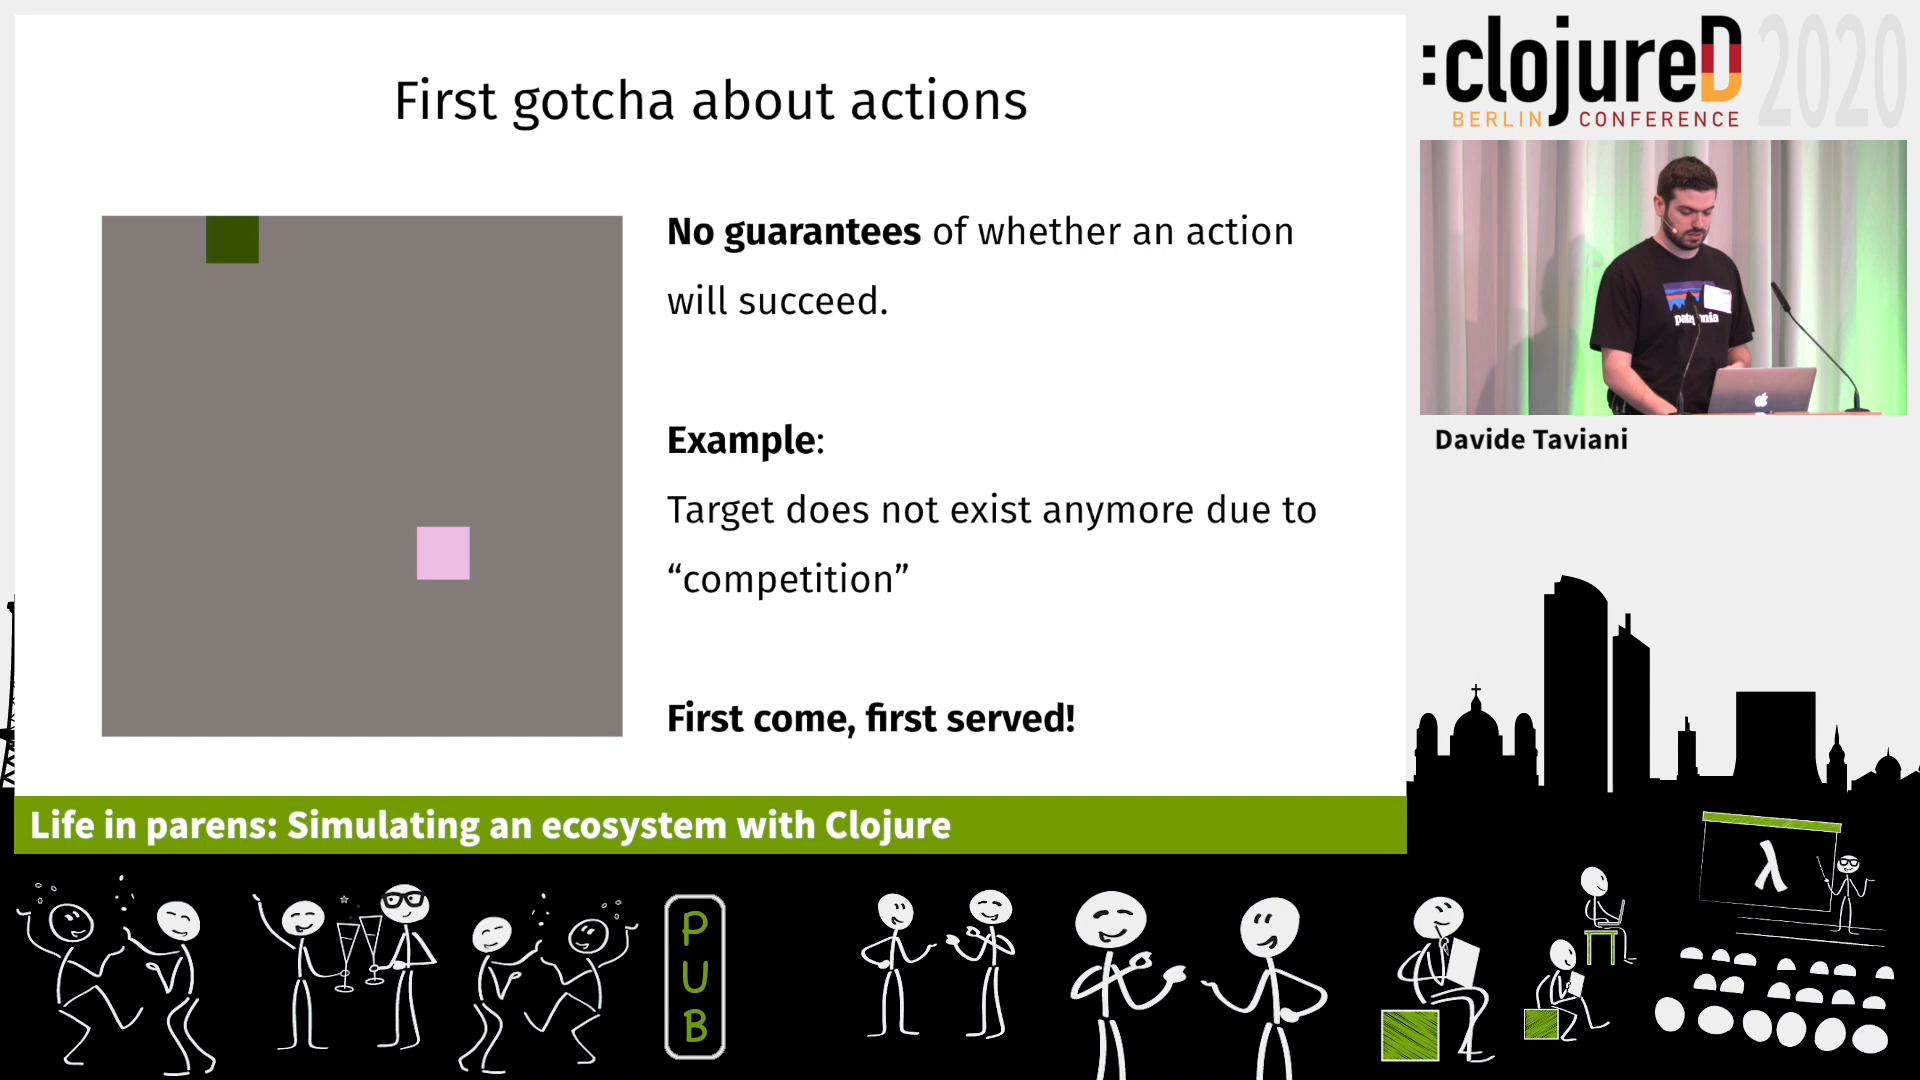 First gotcha about actions
No guarantees of whether an action
will succeed.
Example:
Target does not exist anymore due to
“competition”
First come, first served!
Life in parens: Simulating an ecosystem with Clojure
:clojureD 2020
BERLIN CONFERENCE
patagonia
Davide Taviani
PUB
λ